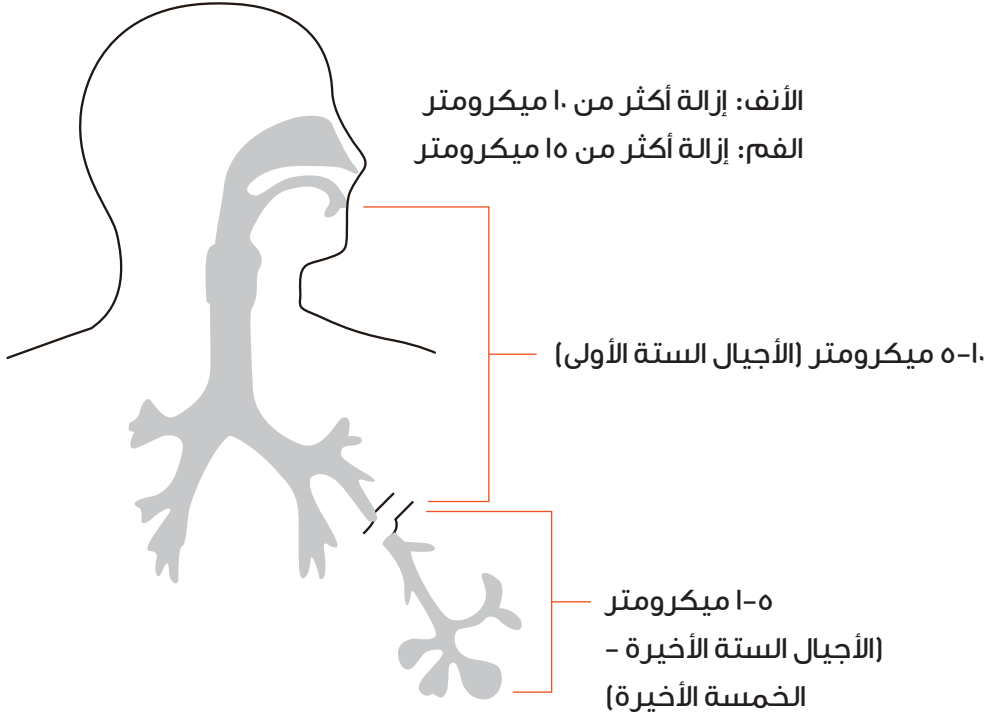 الأنف: إزالة أكثر من ١٠ ميكرومتر
الفم: إزالة أكثر من ١٥ ميكرومتر
١٠-٥ ميكرومتر (الأجيال الستة الأولى)
٥-١ ميكرومتر
(الأجيال الستة الأخيرة –
الخمسة الأخيرة)